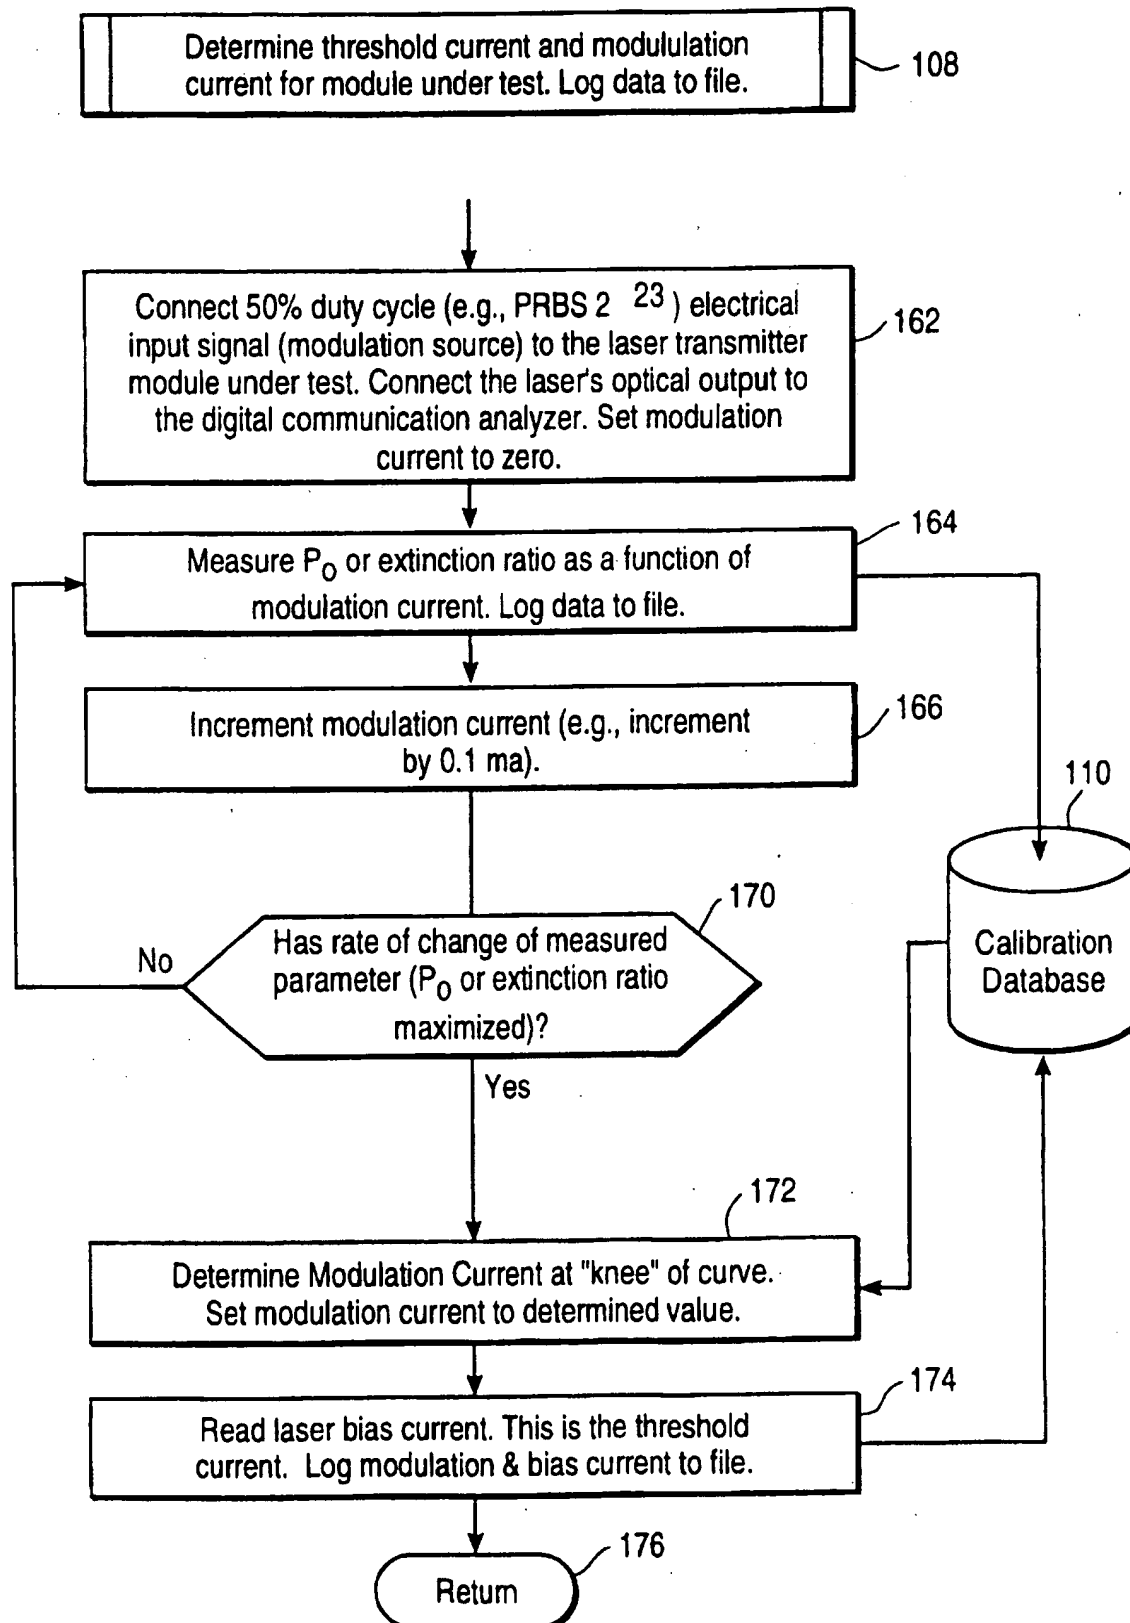 Determine threshold current and modululation
current for module under test. Log data to file.
108
Connect 50% duty cycle (e.g., PRBS 2 23 ) electrical
input signal (modulation source) to the laser transmitter
module under test. Connect the laser's optical output to
the digital communication analyzer. Set modulation
current to zero.
162
Measure P0 or extinction ratio as a function of
modulation current. Log data to file.
164
Increment modulation current (e.g., increment
by 0.1 ma).
166
110
Calibration
Database
170
Has rate of change of measured
parameter (P0 or extinction ratio
maximized)?
No
Yes
172
Determine Modulation Current at "knee" of curve.
Set modulation current to determined value.
174
Read laser bias current. This is the threshold
current. Log modulation & bias current to file.
176
Return